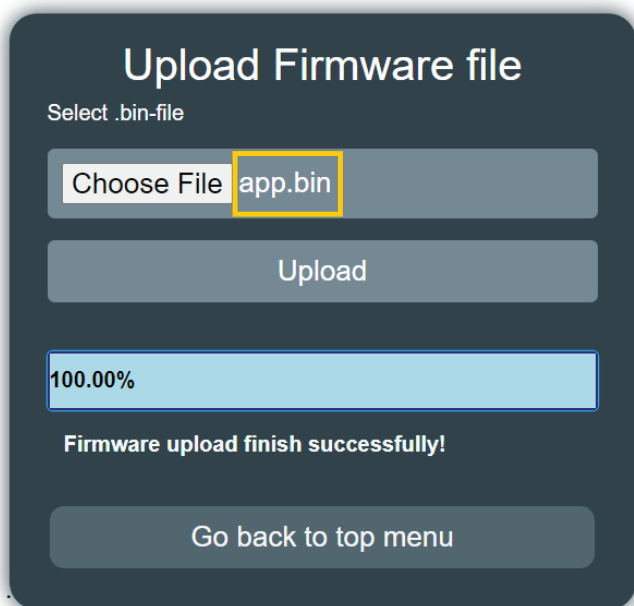 Upload Firmware file
Select .bin-file
Choose File app.bin
Upload
100.00%
Firmware upload finish successfully!
Go back to top menu
.